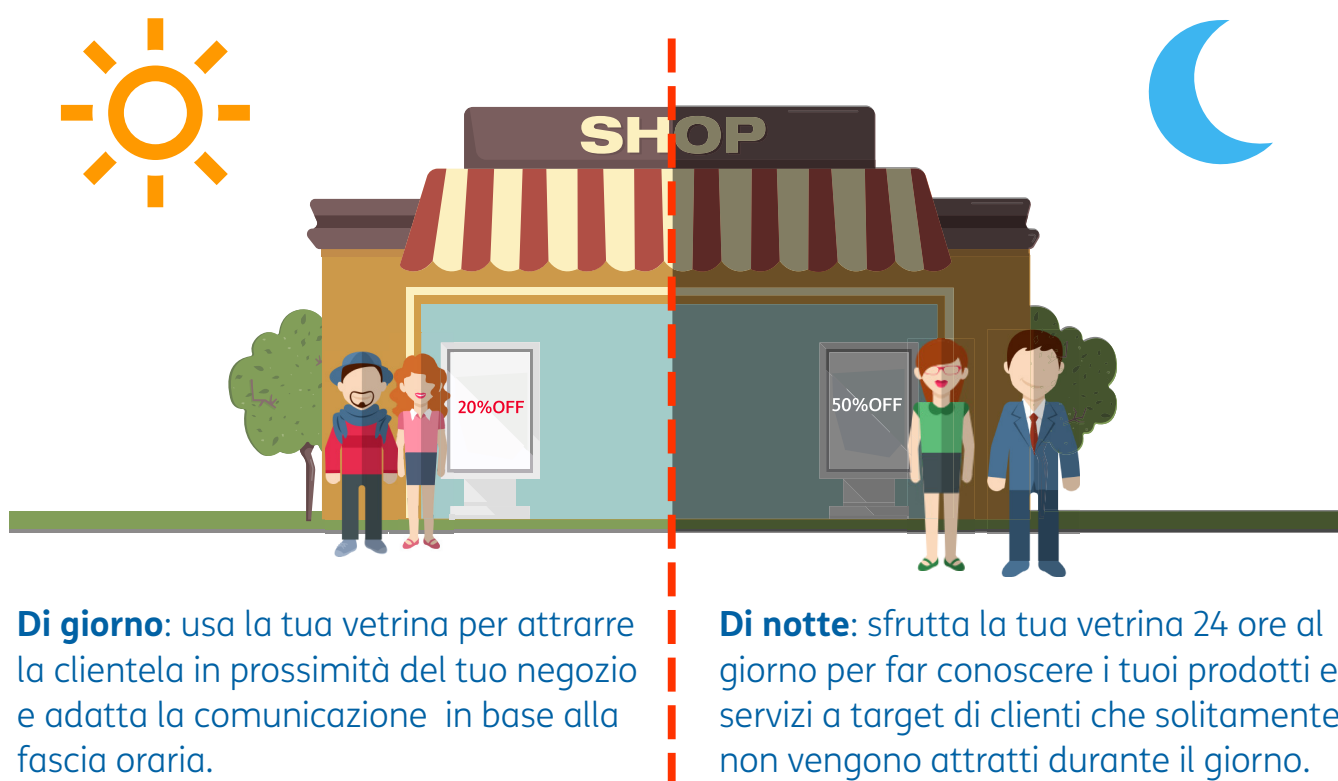 SHOP
20%OFF
50%OFF
Di giorno: usa la tua vetrina per attrarre
la clientela in prossimità del tuo negozio
e adatta la comunicazione in base alla
fascia oraria.
Di notte: sfrutta la tua vetrina 24 ore al
giorno per far conoscere i tuoi prodotti e
servizi a target di clienti che solitamente
non vengono attratti durante il giorno.